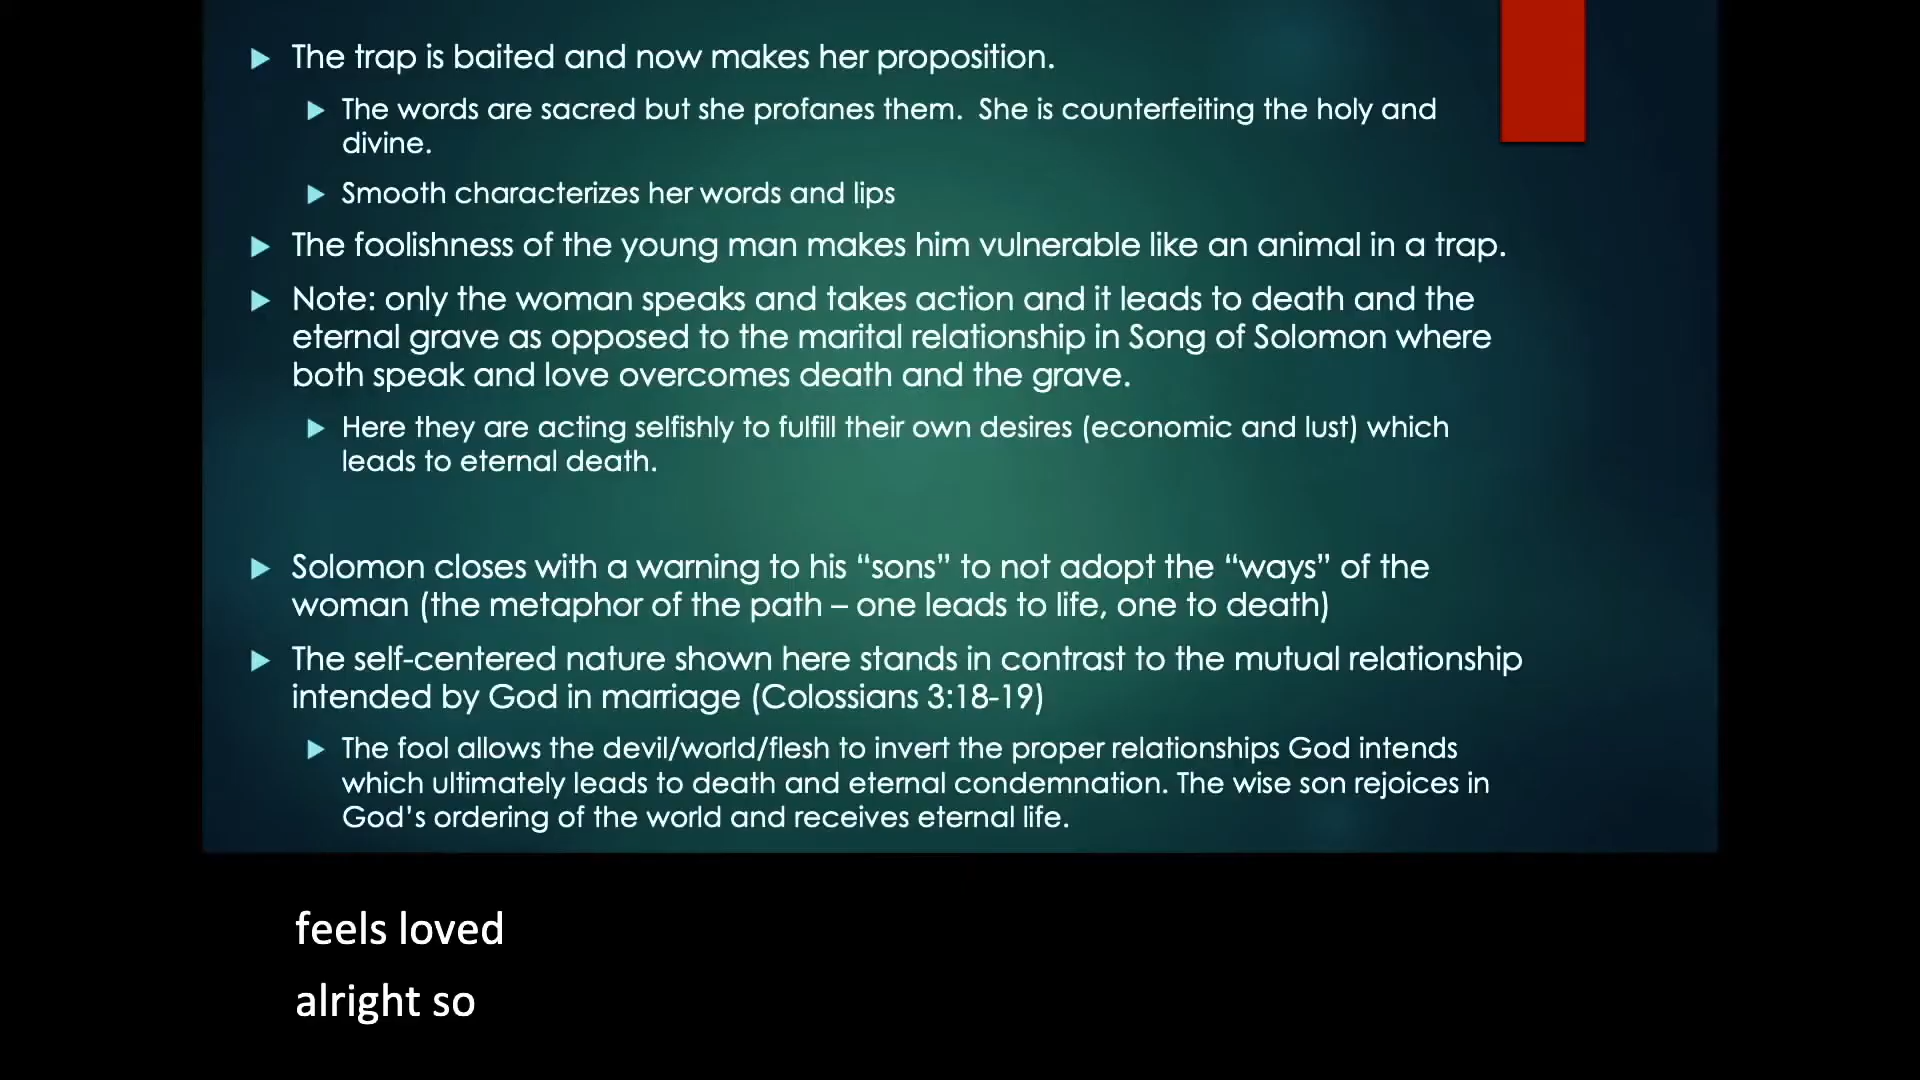 The trap is baited and now makes her proposition.
The words are sacred but she profanes them.  She is counterfeiting the holy and
divine.
Smooth characterizes her words and lips
The foolishness of the young man makes him vulnerable like an animal in a trap.
Note: only the woman speaks and takes action and it leads to death and the
eternal grave as opposed to the marital relationship in Song of Solomon where
both speak and love overcomes death and the grave.
Here they are acting selfishly to fulfill their own desires (economic and lust) which
leads to eternal death.
Solomon closes with a warning to his “sons” to not adopt the “ways” of the
woman (the metaphor of the path – one leads to life, one to death)
The self-centered nature shown here stands in contrast to the mutual relationship
intended by God in marriage (Colossians 3:18-19)
The fool allows the devil/world/flesh to invert the proper relationships God intends
which ultimately leads to death and eternal condemnation. The wise son rejoices in
God’s ordering of the world and receives eternal life.
feels loved
alright so